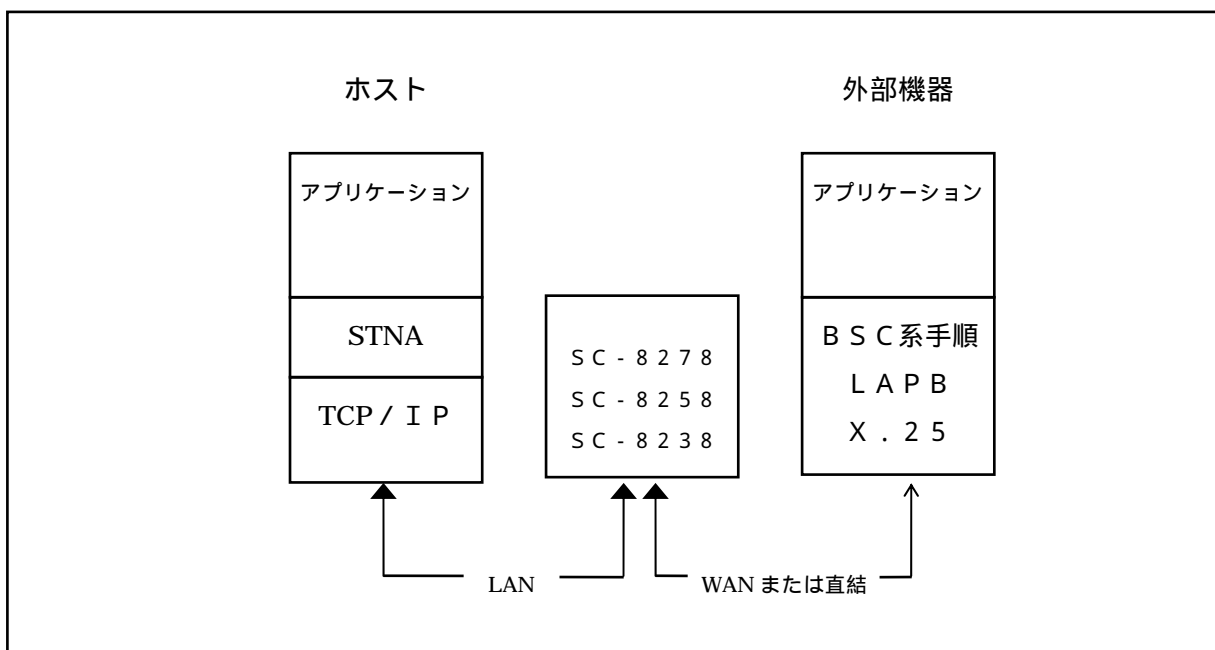 ホスト
外部機器
アプリケーション
アプリケーション
STNA
TCP/ＩＰ
ＳＣ-８２７８
ＳＣ-８２５８
ＳＣ-８２３８
ＢＳＣ系手順
ＬＡＰＢ
Ｘ．２５
LAN
WAN または直結